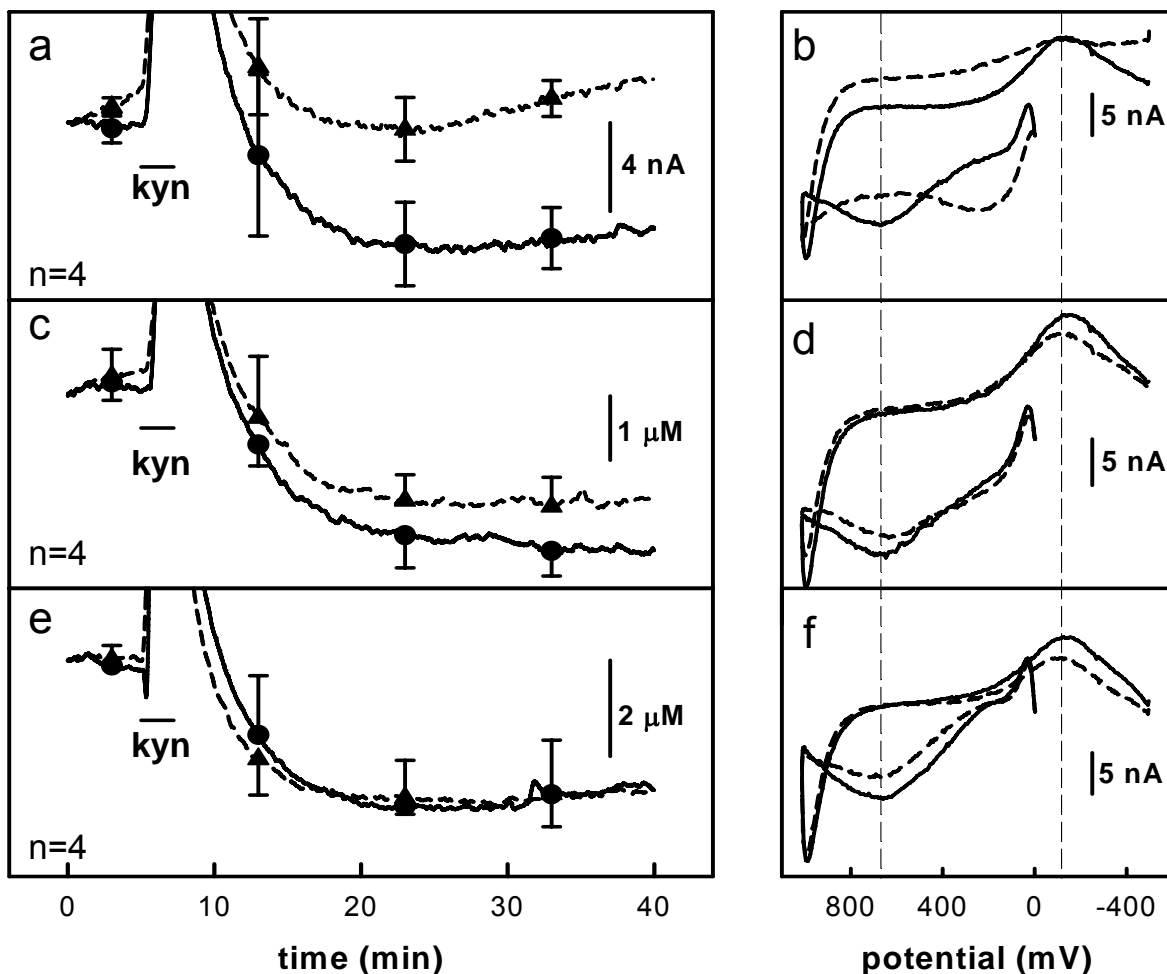 a
kyn
4 nA
n=4
b
5 nA
c
kyn
1 μM
n=4
d
5 nA
e
kyn
2 μM
n=4
f
5 nA
0 10 20 30 40
time (min)
800 400 0 -400
potential (mV)